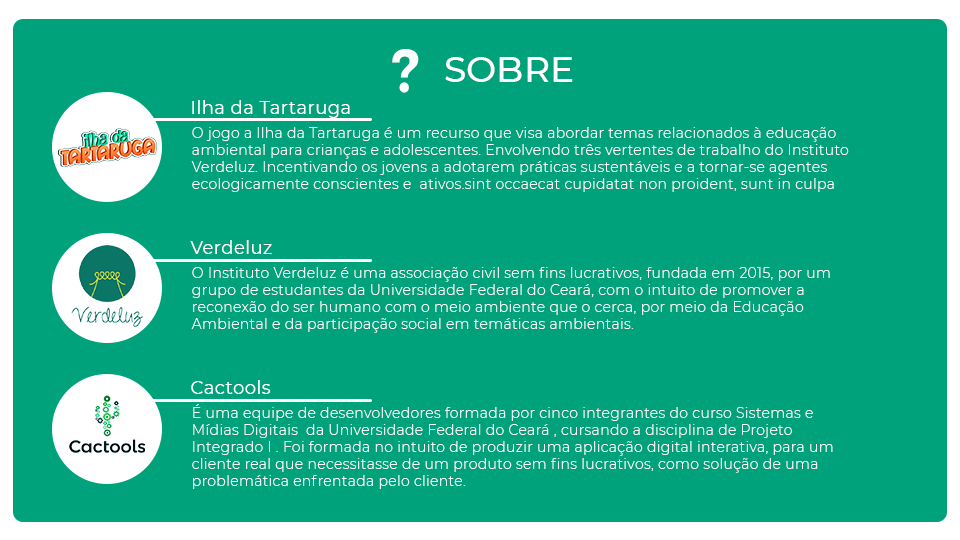 ? SOBRE
Ilha da Tartaruga
ilha da
TARTARUGA
O jogo a Ilha da Tartaruga é um recurso que visa abordar temas relacionados à educação
ambiental para crianças e adolescentes. Envolvendo três vertentes de trabalho do Instituto
Verdeluz. Incentivando os jovens a adotarem práticas sustentáveis e a tornar-se agentes
ecologicamente conscientes e  ativos.sint occaecat cupidatat non proident, sunt in culpa
Verdeluz
Verdeluz
O Instituto Verdeluz é uma associação civil sem fins lucrativos, fundada em 2015, por um
grupo de estudantes da Universidade Federal do Ceará, com o intuito de promover a
reconexão do ser humano com o meio ambiente que o cerca, por meio da Educação
Ambiental e da participação social em temáticas ambientais.
Cactools
Cactools
É uma equipe de desenvolvedores formada por cinco integrantes do curso Sistemas e
Mídias Digitais  da Universidade Federal do Ceará , cursando a disciplina de Projeto
Integrado I . Foi formada no intuito de produzir uma aplicação digital interativa, para um
cliente real que necessitasse de um produto sem fins lucrativos, como solução de uma
problemática enfrentada pelo cliente.